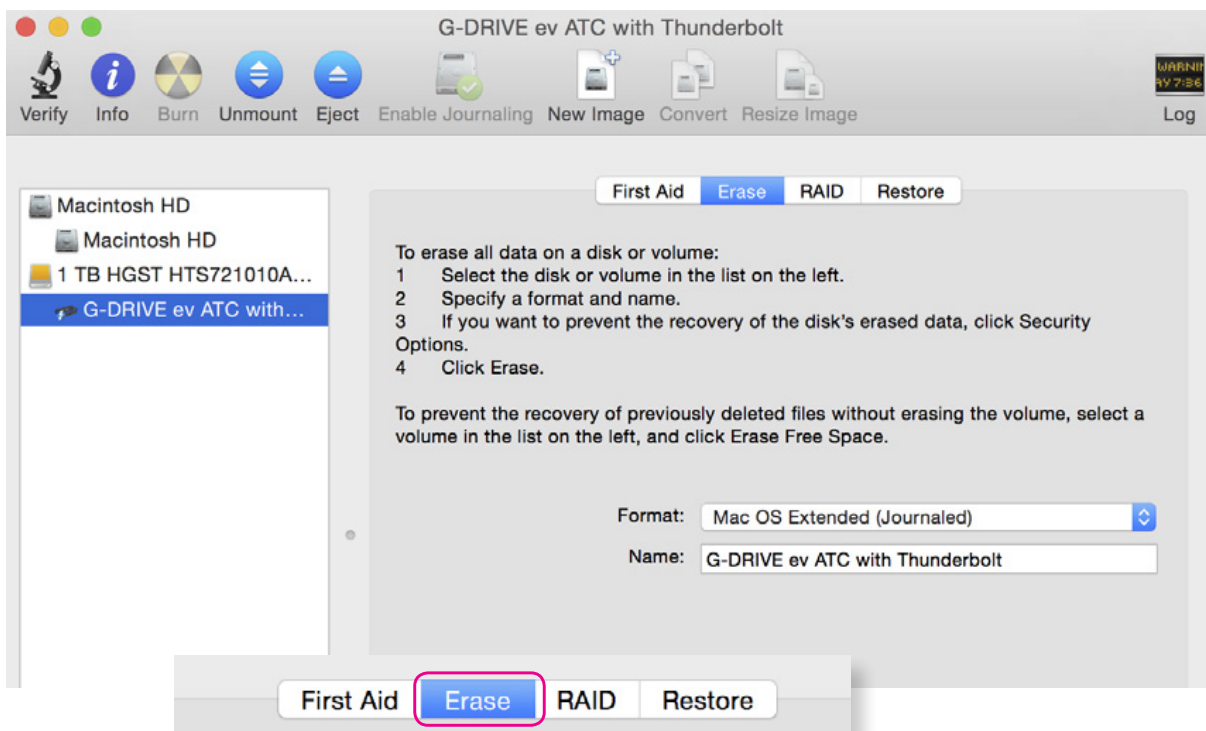 G-DRIVE ev ATC with Thunderbolt
Verify Info Burn Unmount Eject Enable Journaling New Image Convert Resize Image Log
WARNIN
AY 7:36
First Aid Erase RAID Restore
Macintosh HD
Macintosh HD
1 TB HGST HTS721010A...
G-DRIVE ev ATC with...
To erase all data on a disk or volume:
1 Select the disk or volume in the list on the left.
2 Specify a format and name.
3 If you want to prevent the recovery of the disk's erased data, click Security
Options.
4 Click Erase.
To prevent the recovery of previously deleted files without erasing the volume, select a
volume in the list on the left, and click Erase Free Space.
Format: Mac OS Extended (Journaled)
Name: G-DRIVE ev ATC with Thunderbolt
First Aid Erase RAID Restore